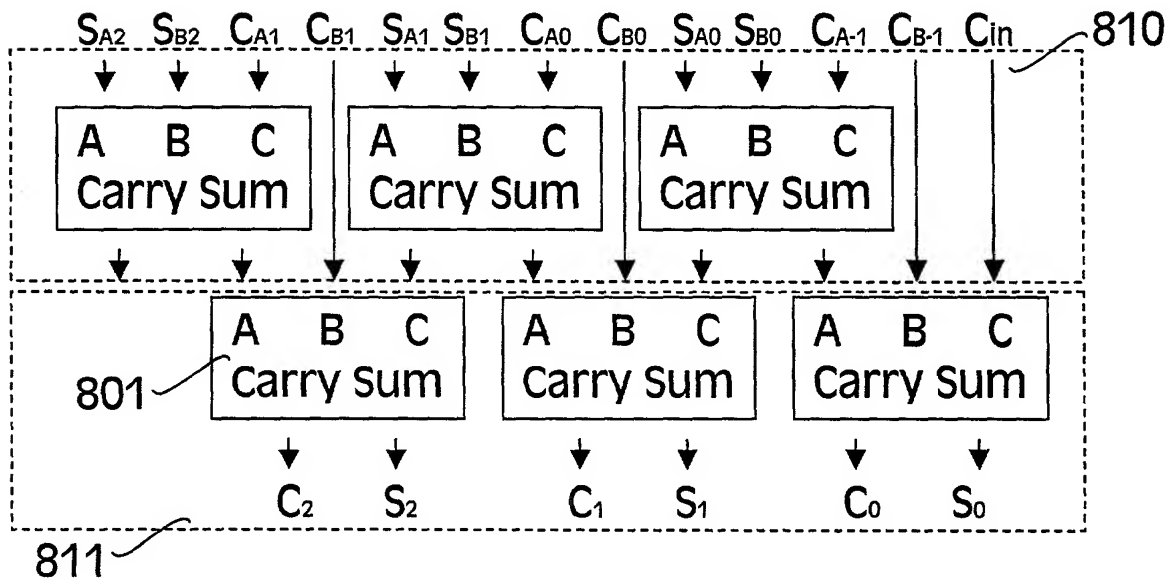 SA2 SB2 CA1 CB1 SA1 SB1 CA0 CB0 SA0 SB0 CA-1 CB-1 Cin 810
A B C A B C A B C
Carry Sum Carry Sum Carry Sum
A B C A B C A B C
801 Carry Sum Carry Sum Carry Sum
C2 S2 C1 S1 C0 S0
811